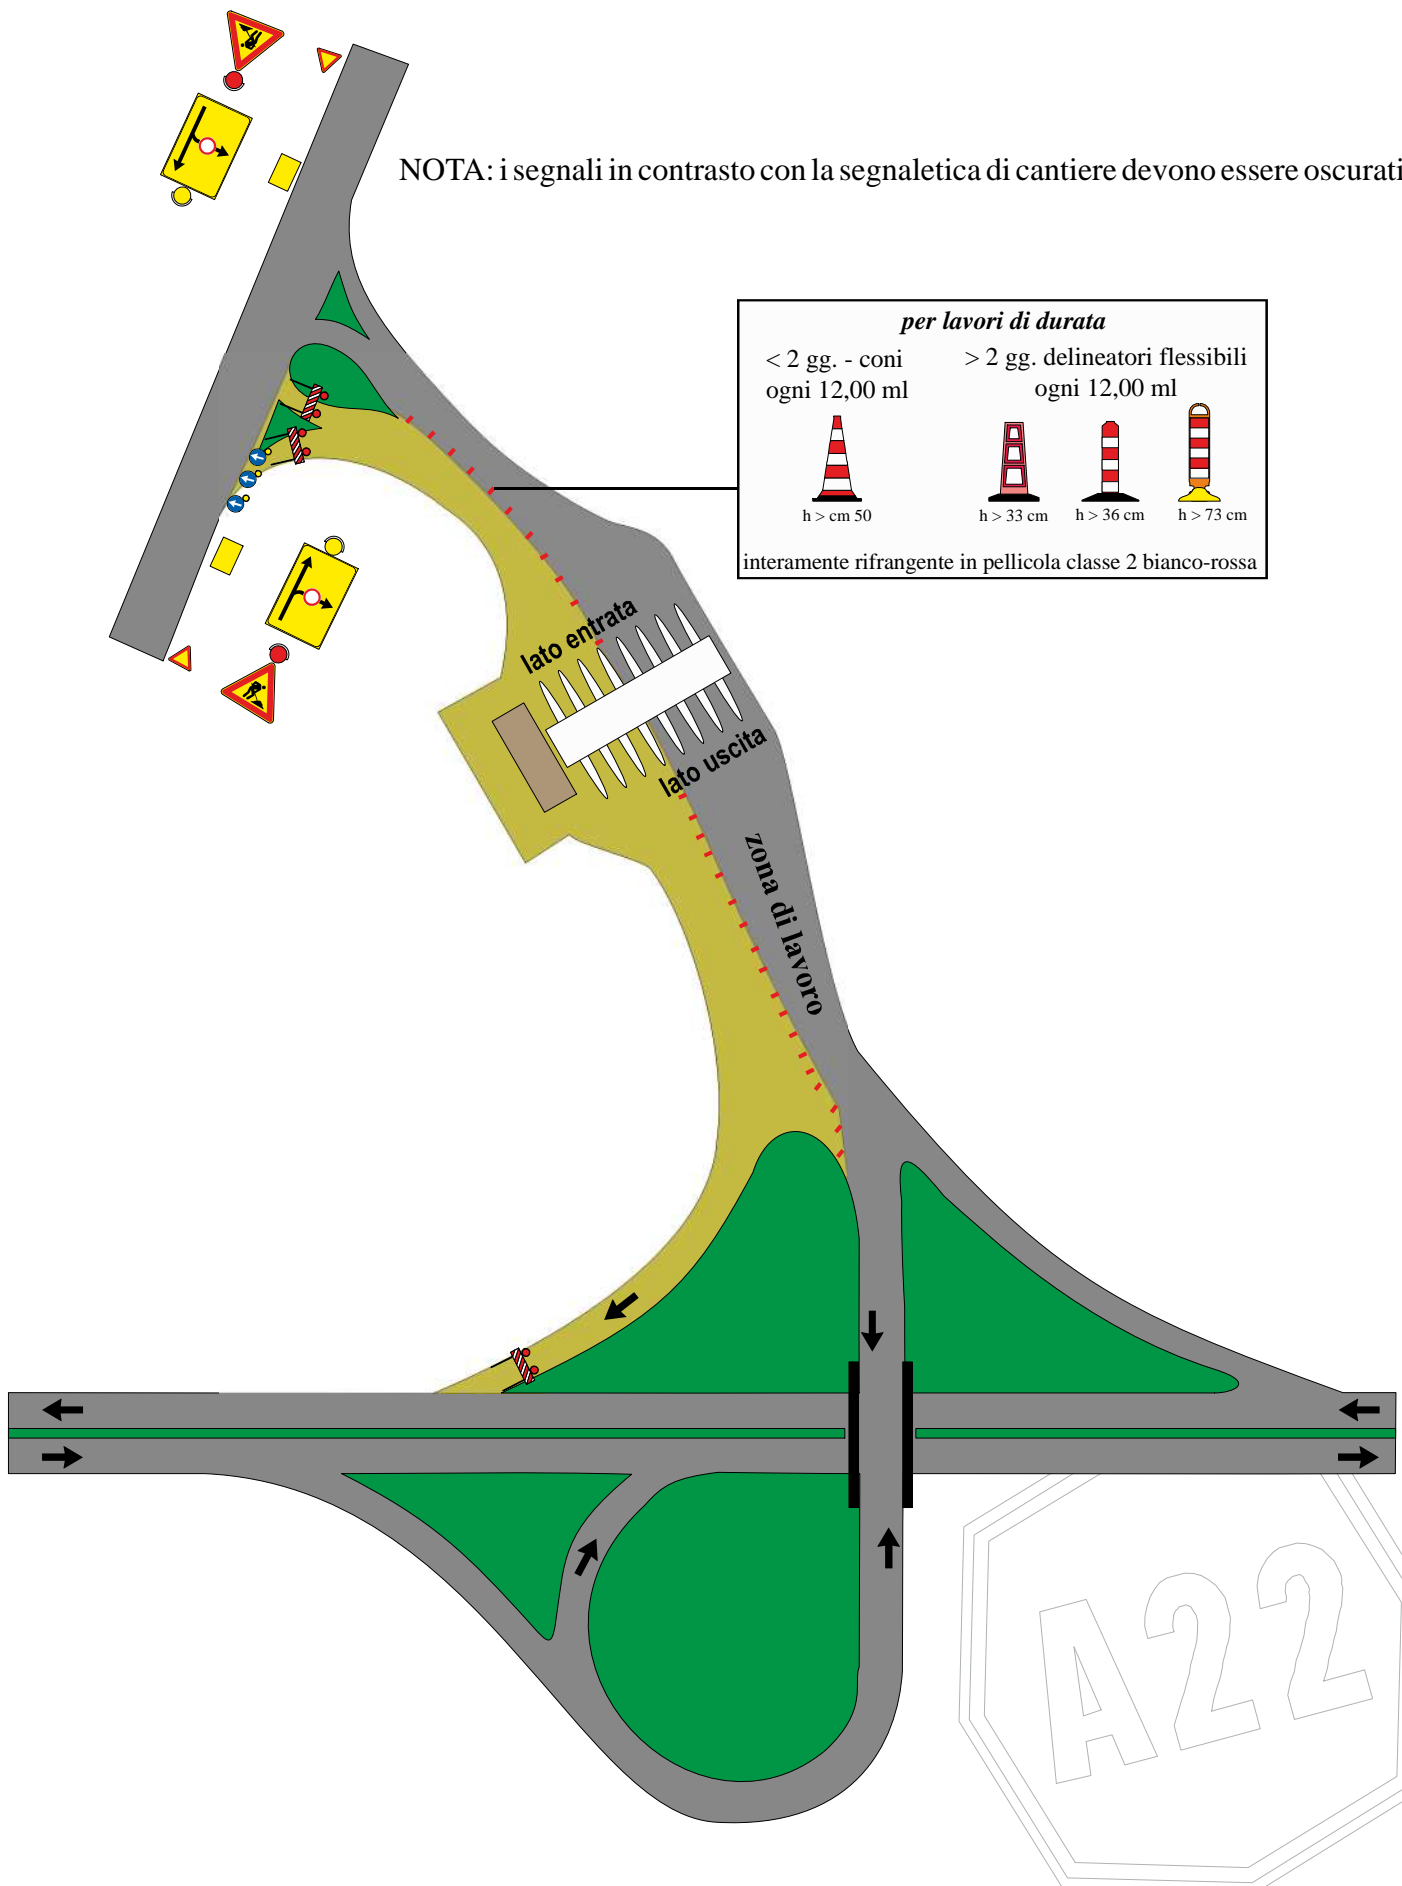 NOTA: i segnali in contrasto con la segnaletica di cantiere devono essere oscurati
per lavori di durata
< 2 gg. - coni
ogni 12,00 ml
> 2 gg. delineatori flessibili
ogni 12,00 ml
h > cm 50
h > 33 cm
h > 36 cm
h > 73 cm
interamente rifrangente in pellicola classe 2 bianco-rossa
lato entrata
lato uscita
zona di lavoro
A22